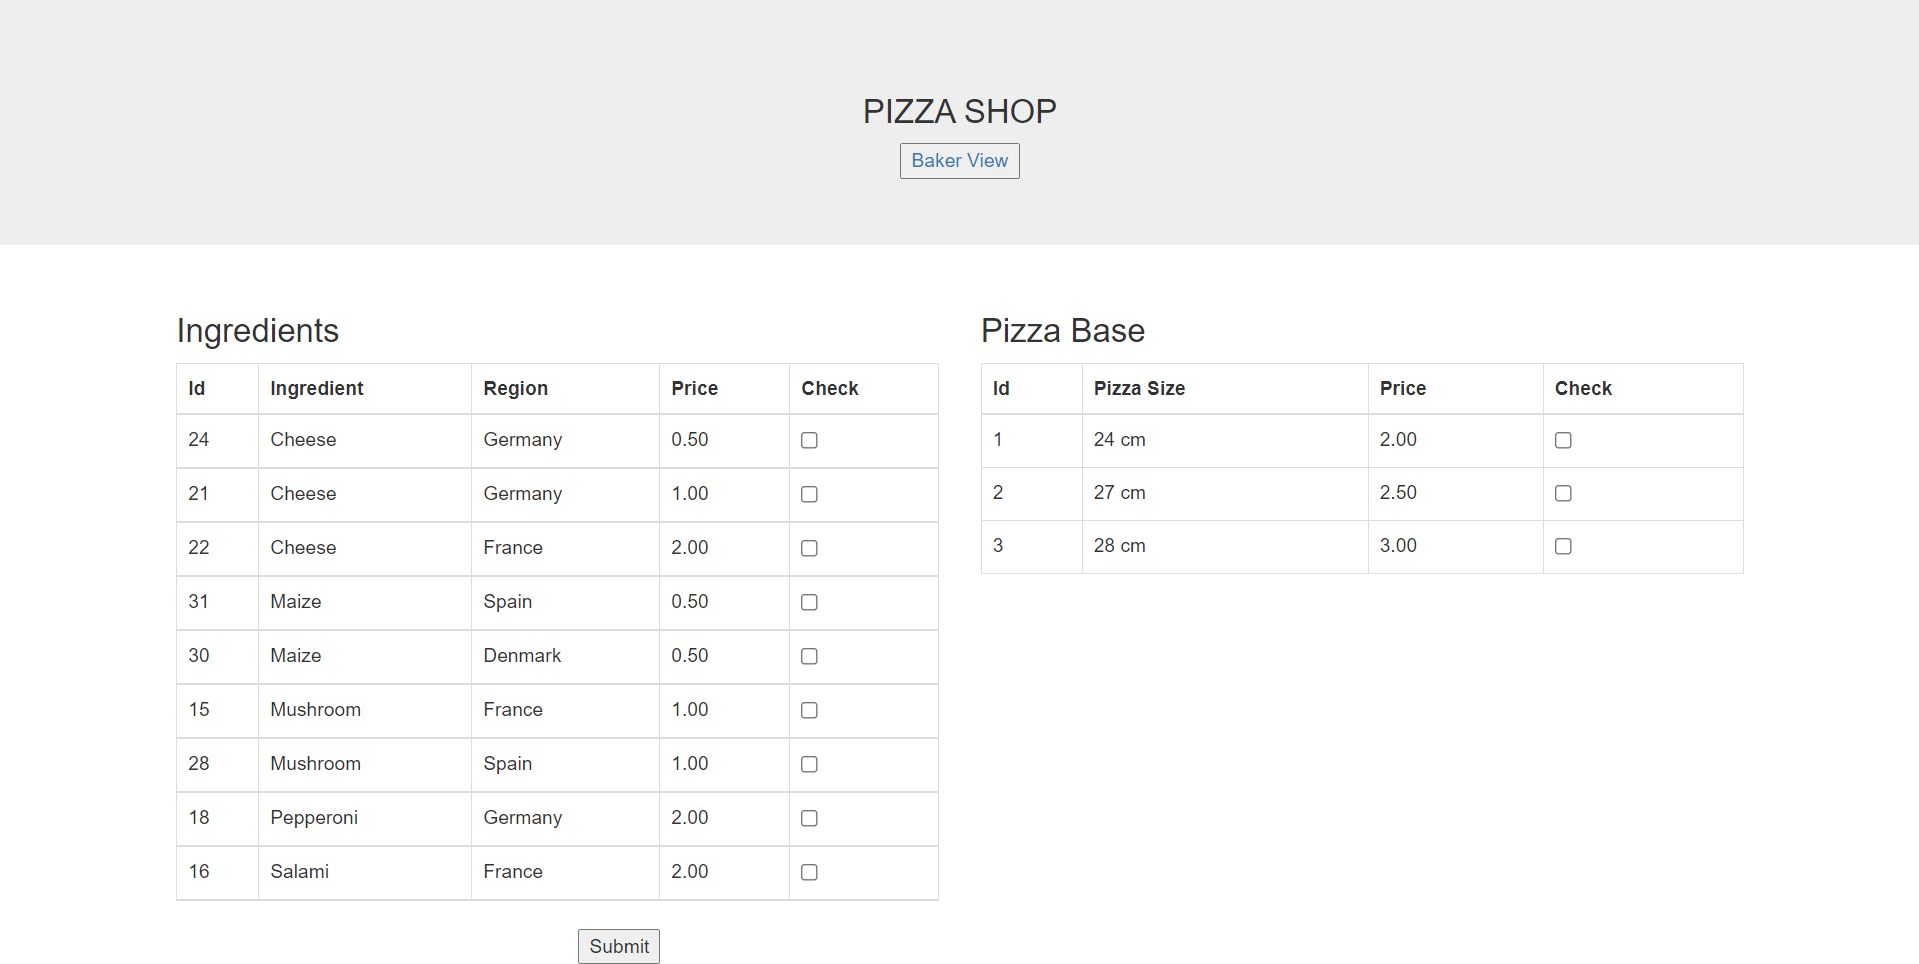 PIZZA SHOP
Baker View
Ingredients
Id Ingredient Region Price Check
24 Cheese Germany 0.50
21 Cheese Germany 1.00
22 Cheese France 2.00
31 Maize Spain 0.50
30 Maize Denmark 0.50
15 Mushroom France 1.00
28 Mushroom Spain 1.00
18 Pepperoni Germany 2.00
16 Salami France 2.00
Submit
Pizza Base
Id Pizza Size Price Check
1 24 cm 2.00
2 27 cm 2.50
3 28 cm 3.00